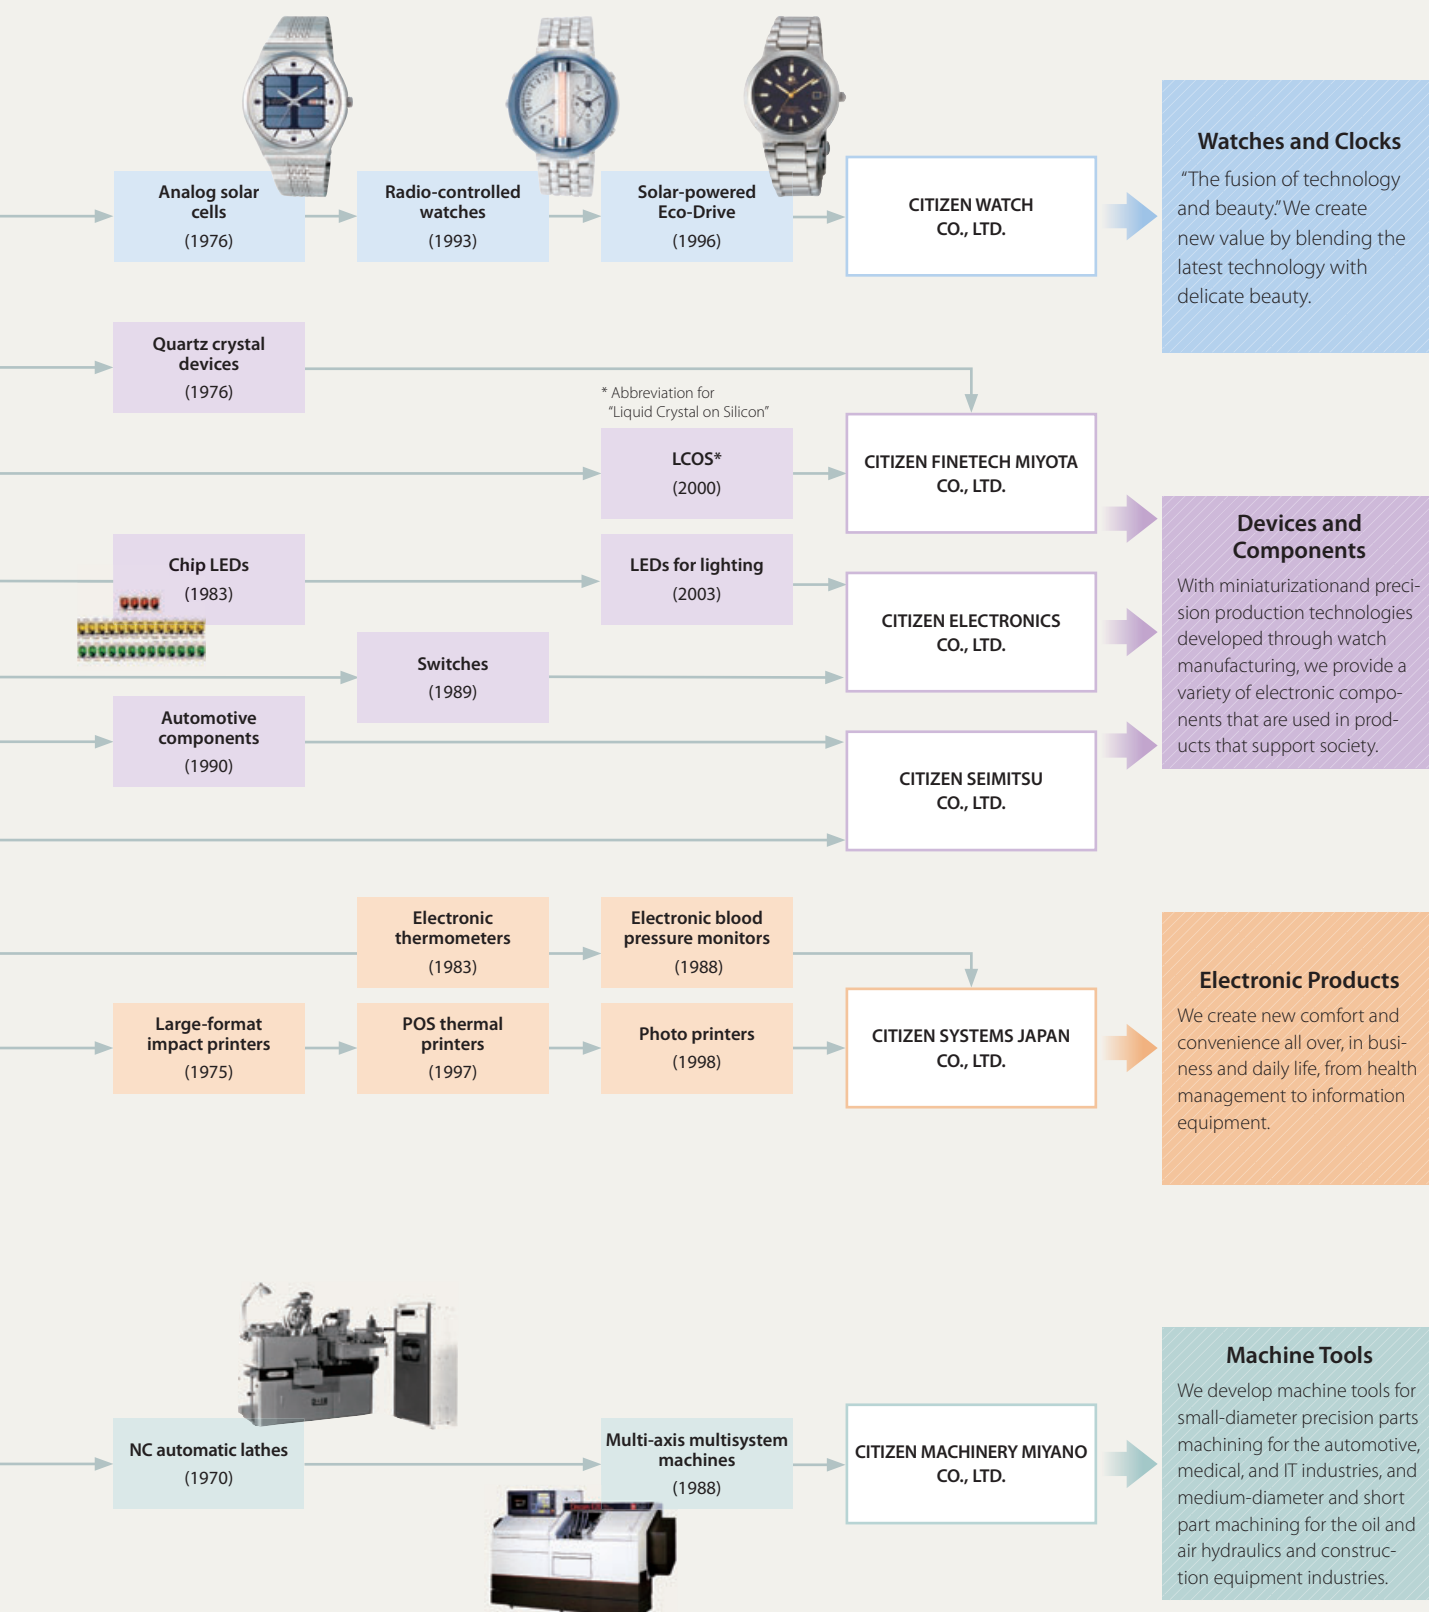 Analog solar
cells
(1976)
Radio-controlled
watches
(1993)
Solar-powered
Eco-Drive
(1996)
CITIZEN WATCH
CO., LTD.
Watches and Clocks
“The fusion of technology
and beauty.” We create
new value by blending the
latest technology with
delicate beauty.
Quartz crystal
devices
(1976)
* Abbreviation for
“Liquid Crystal on Silicon”
LCOS*
(2000)
CITIZEN FINETECH MIYOTA
CO., LTD.
Chip LEDs
(1983)
LEDs for lighting
(2003)
CITIZEN ELECTRONICS
CO., LTD.
Switches
(1989)
Automotive
components
(1990)
CITIZEN SEIMITSU
CO., LTD.
Devices and
Components
With miniaturizationand preci-
sion production technologies
developed through watch
manufacturing, we provide a
variety of electronic compo-
nents that are used in prod-
ucts that support society.
Electronic
thermometers
(1983)
Electronic blood
pressure monitors
(1988)
Large-format
impact printers
(1975)
POS thermal
printers
(1997)
Photo printers
(1998)
CITIZEN SYSTEMS JAPAN
CO., LTD.
Electronic Products
We create new comfort and
convenience all over, in busi-
ness and daily life, from health
management to information
equipment.
NC automatic lathes
(1970)
Multi-axis multisystem
machines
(1988)
CITIZEN MACHINERY MIYANO
CO., LTD.
Machine Tools
We develop machine tools for
small-diameter precision parts
machining for the automotive,
medical, and IT industries, and
medium-diameter and short
part machining for the oil and
air hydraulics and construc-
tion equipment industries.